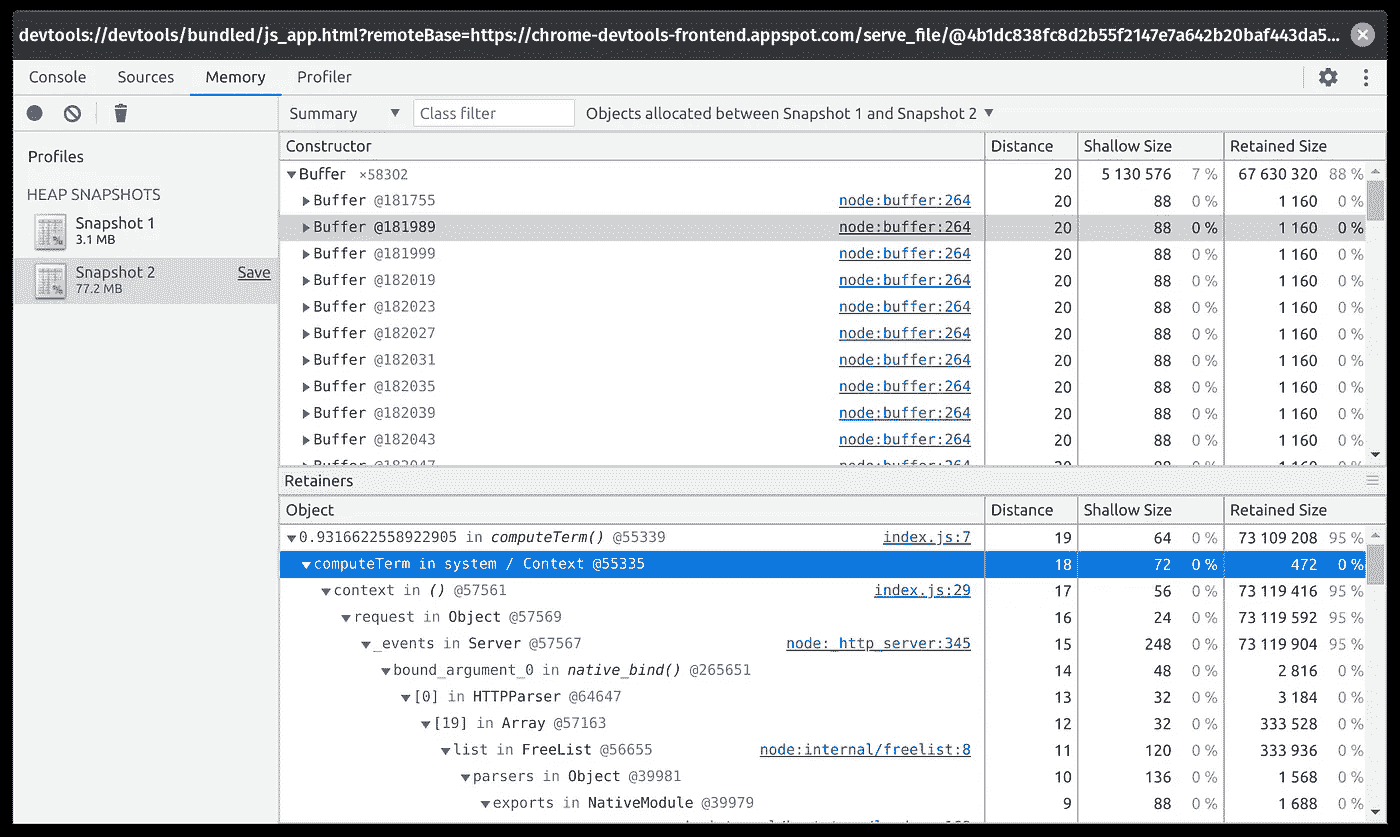 devtools://devtools/bundled/js_app.html?remoteBase=https://chrome-devtools-frontend.appspot.com/serve_file/@4b1dc838fc8d2b55f2147e7a642b20baf443da5...
Console Sources Memory Profiler
Summary Class filter Objects allocated between Snapshot 1 and Snapshot 2
Profiles
HEAP SNAPSHOTS
Snapshot 1
3.1 MB
Snapshot 2 Save
77.2 MB
Constructor Distance Shallow Size Retained Size
Buffer ×58302 20 5 130 576 7 % 67 630 320 88 %
Buffer @181755 node:buffer:264 20 88 0 % 1 160 0 %
Buffer @181989 node:buffer:264 20 88 0 % 1 160 0 %
Buffer @181999 node:buffer:264 20 88 0 % 1 160 0 %
Buffer @182019 node:buffer:264 20 88 0 % 1 160 0 %
Buffer @182023 node:buffer:264 20 88 0 % 1 160 0 %
Buffer @182027 node:buffer:264 20 88 0 % 1 160 0 %
Buffer @182031 node:buffer:264 20 88 0 % 1 160 0 %
Buffer @182035 node:buffer:264 20 88 0 % 1 160 0 %
Buffer @182039 node:buffer:264 20 88 0 % 1 160 0 %
Buffer @182043 node:buffer:264 20 88 0 % 1 160 0 %
Buffer @182047 node:buffer:264 20 88 0 % 1 160 0 %
Retainers
Object Distance Shallow Size Retained Size
0.9316622558922905 in computeTerm() @55339 index.js:7 19 64 0 % 73 109 208 95 %
computeTerm in system / Context @55335 18 72 0 % 472 0 %
context in () @57561 index.js:29 17 56 0 % 73 119 416 95 %
request in Object @57569 16 24 0 % 73 119 592 95 %
_events in Server @57567 node:_http_server:345 15 248 0 % 73 119 904 95 %
bound_argument_0 in native_bind() @265651 14 48 0 % 2 816 0 %
[0] in HTTPParser @64647 13 32 0 % 3 184 0 %
[19] in Array @57163 12 32 0 % 333 528 0 %
list in FreeList @56655 node:internal/freelist:8 11 120 0 % 333 936 0 %
parsers in Object @39981 10 136 0 % 1 568 0 %
exports in NativeModule @39979 9 88 0 % 1 688 0 %